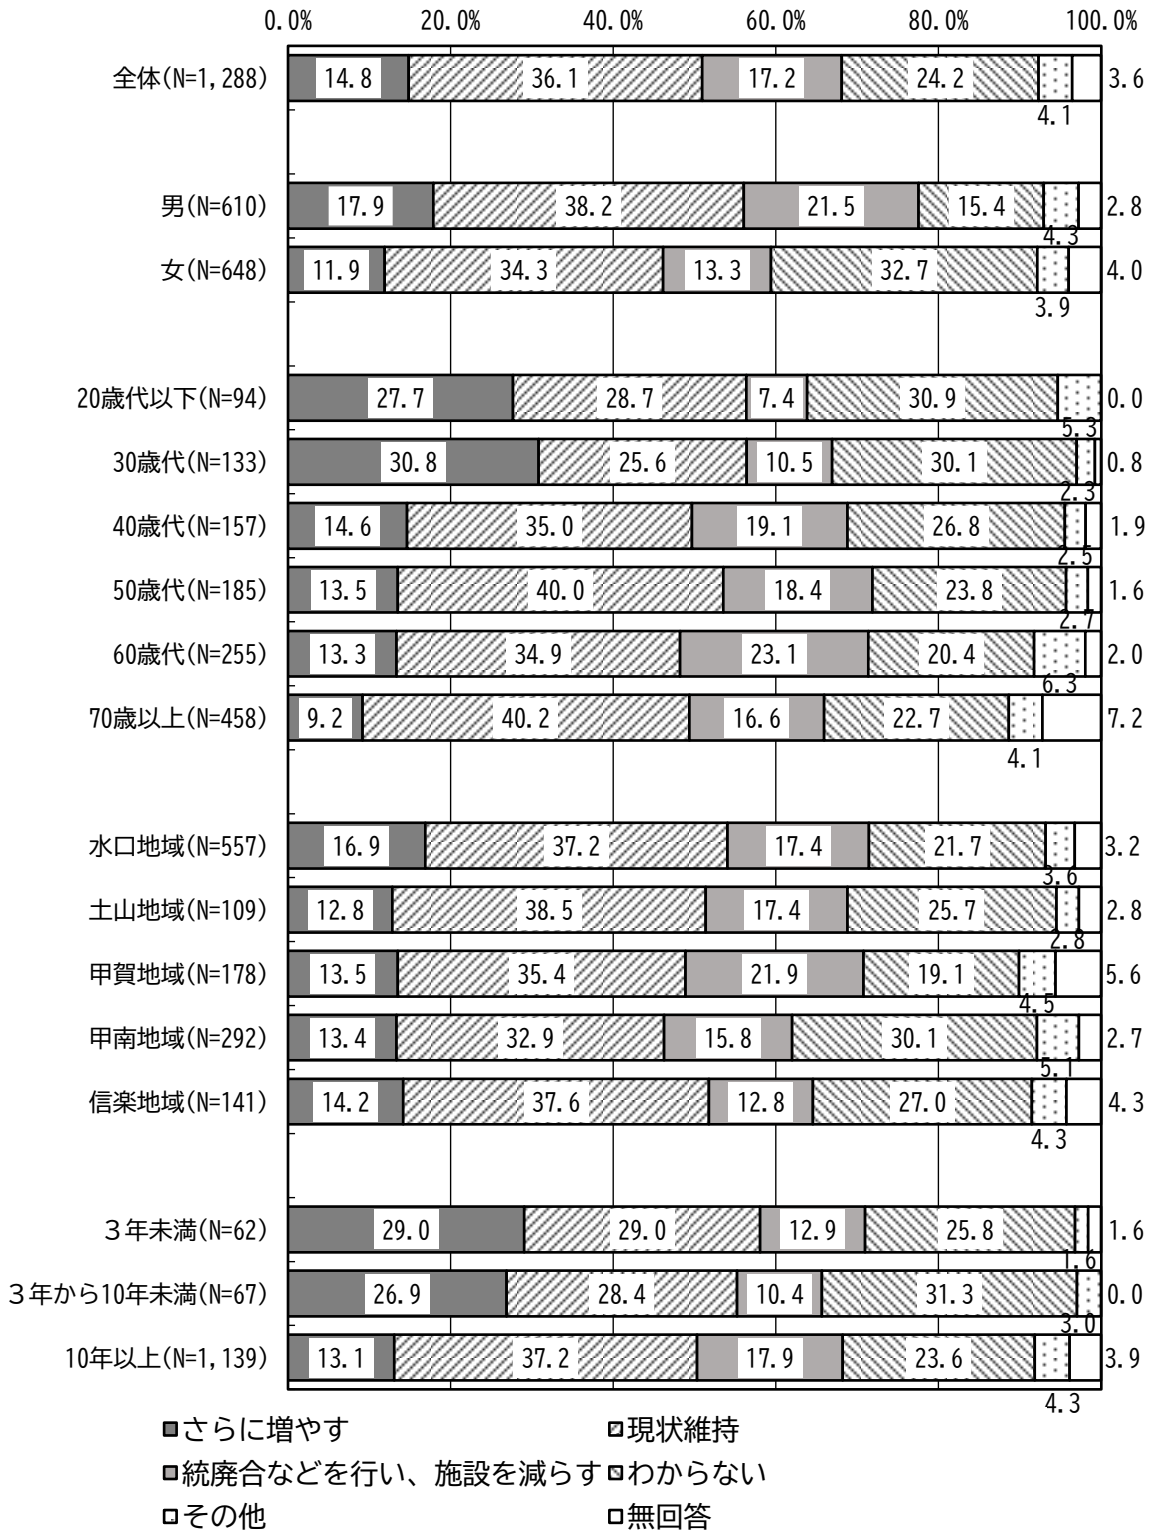 0.0% 20.0% 40.0% 60.0% 80.0% 100.0%
全体(N=1,288) 14.8 36.1 17.2 24.2 3.6
4.1
男(N=610) 17.9 38.2 21.5 15.4 2.8
4.3
女(N=648) 11.9 34.3 13.3 32.7 4.0
3.9
20歳代以下(N=94) 27.7 28.7 7.4 30.9 0.0
5.3
30歳代(N=133) 30.8 25.6 10.5 30.1 0.8
2.3
40歳代(N=157) 14.6 35.0 19.1 26.8 1.9
2.5
50歳代(N=185) 13.5 40.0 18.4 23.8 1.6
2.7
60歳代(N=255) 13.3 34.9 23.1 20.4 2.0
6.3
70歳以上(N=458) 9.2 40.2 16.6 22.7 7.2
4.1
水口地域(N=557) 16.9 37.2 17.4 21.7 3.2
3.6
土山地域(N=109) 12.8 38.5 17.4 25.7 2.8
2.8
甲賀地域(N=178) 13.5 35.4 21.9 19.1 5.6
4.5
甲南地域(N=292) 13.4 32.9 15.8 30.1 2.7
5.1
信楽地域(N=141) 14.2 37.6 12.8 27.0 4.3
4.3
３年未満(N=62) 29.0 29.0 12.9 25.8 1.6
1.6
３年から10年未満(N=67) 26.9 28.4 10.4 31.3 0.0
3.0
10年以上(N=1,139) 13.1 37.2 17.9 23.6 3.9
4.3
さらに増やす 現状維持
統廃合などを行い、施設を減らす わからない
その他 無回答